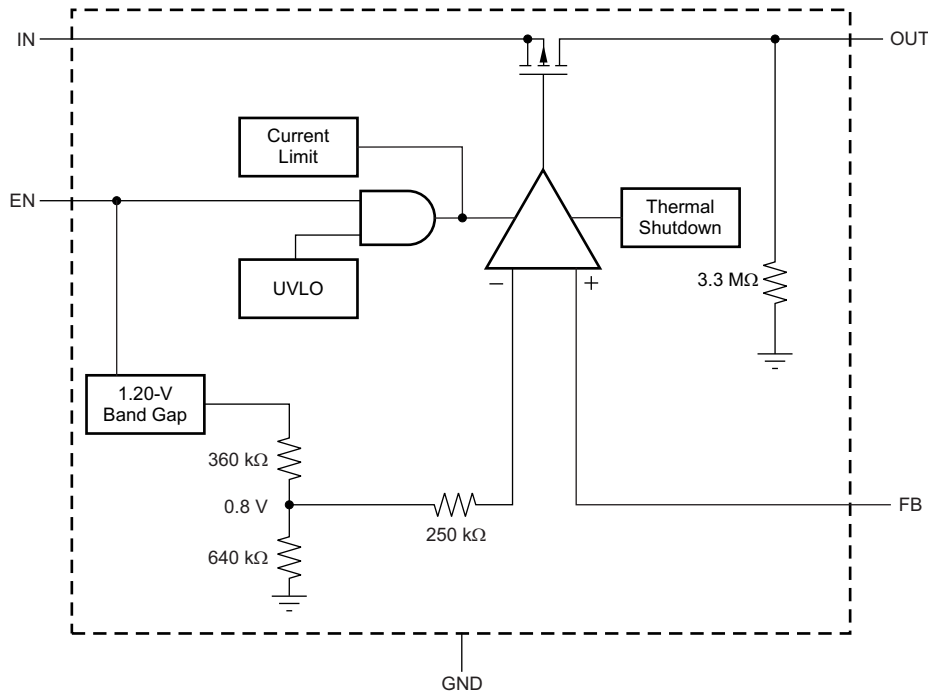 IN
OUT
Current
Limit
EN
Thermal
Shutdown
UVLO
−
+
3.3 MΩ
1.20-V
Band Gap
360 kΩ
0.8 V
FB
250 kΩ
640 kΩ
GND